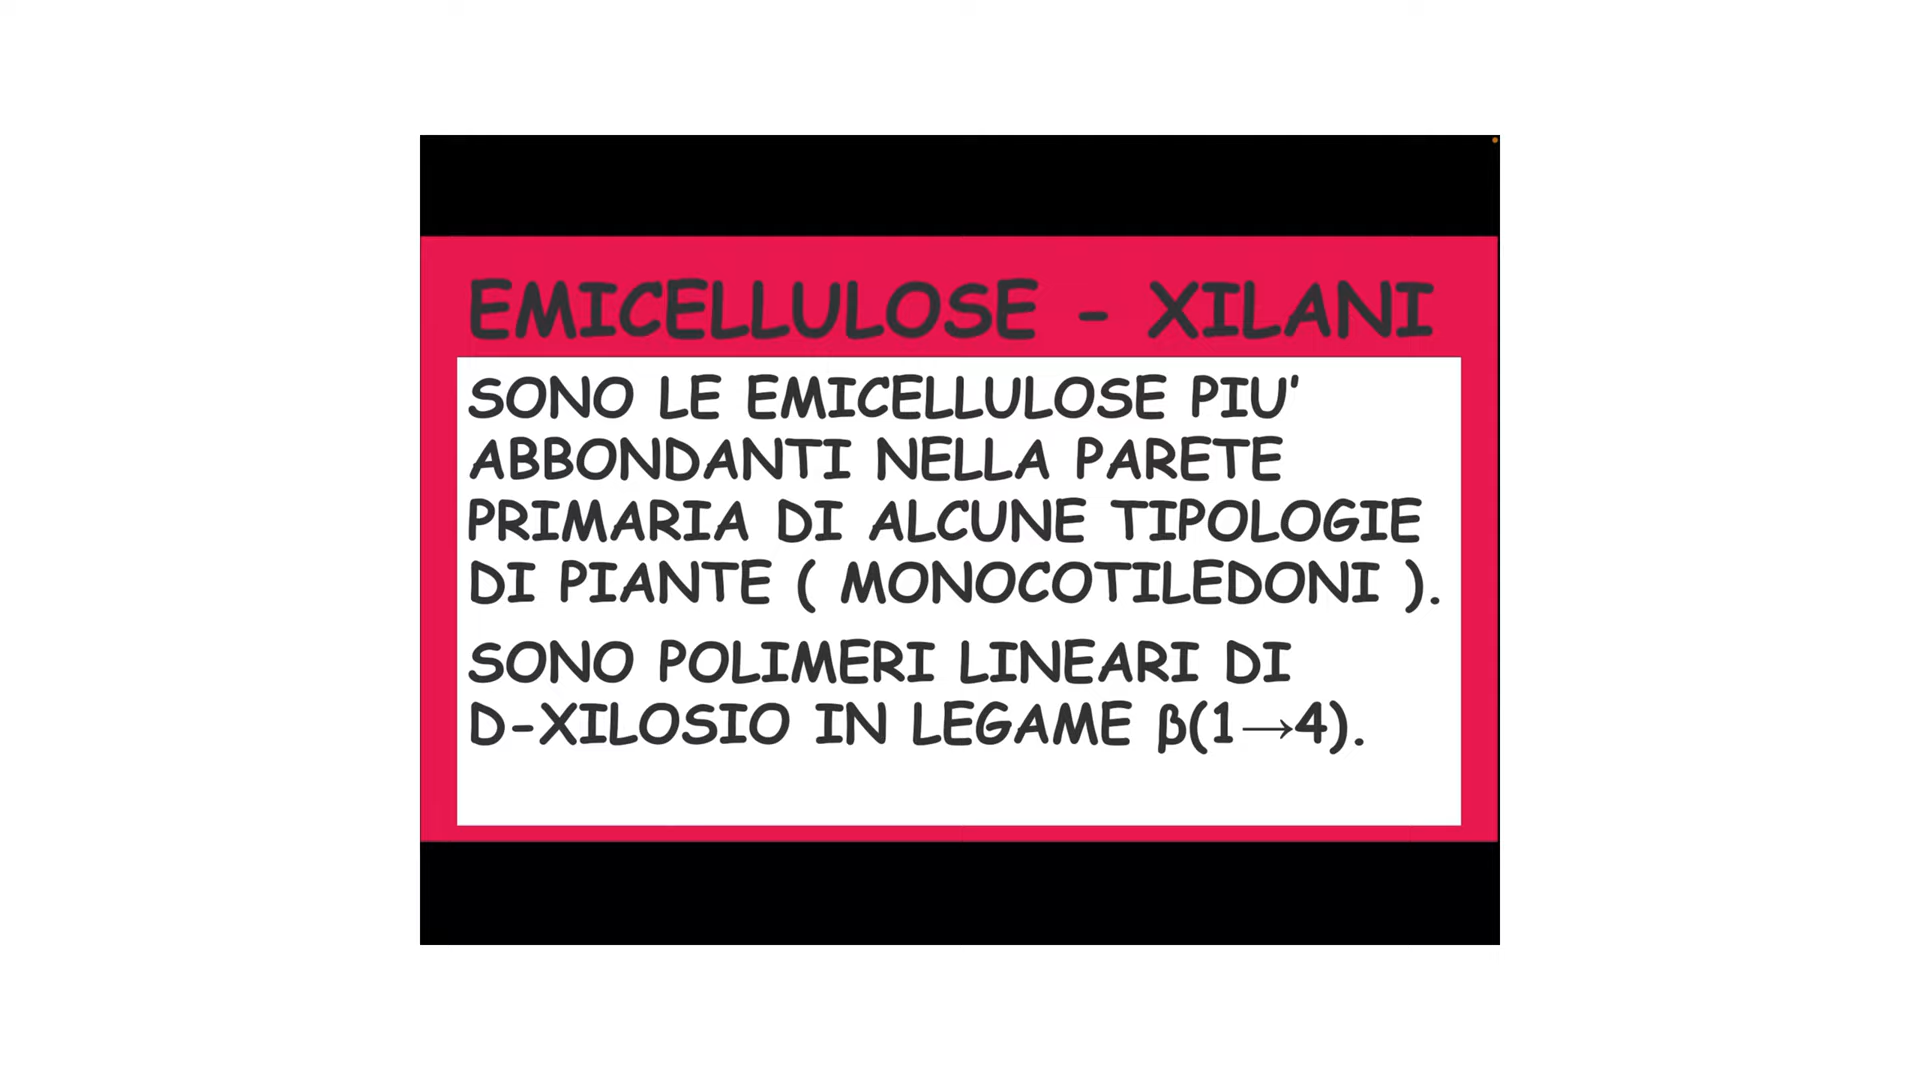 EMICELLULOSE - XILANI
SONO LE EMICELLULOSE PIU'
ABBONDANTI NELLA PARETE
PRIMARIA DI ALCUNE TIPOLOGIE
DI PIANTE ( MONOCOTILEDONI ).
SONO POLIMERI LINEARI DI
D-XILOSIO IN LEGAME β(1→4).